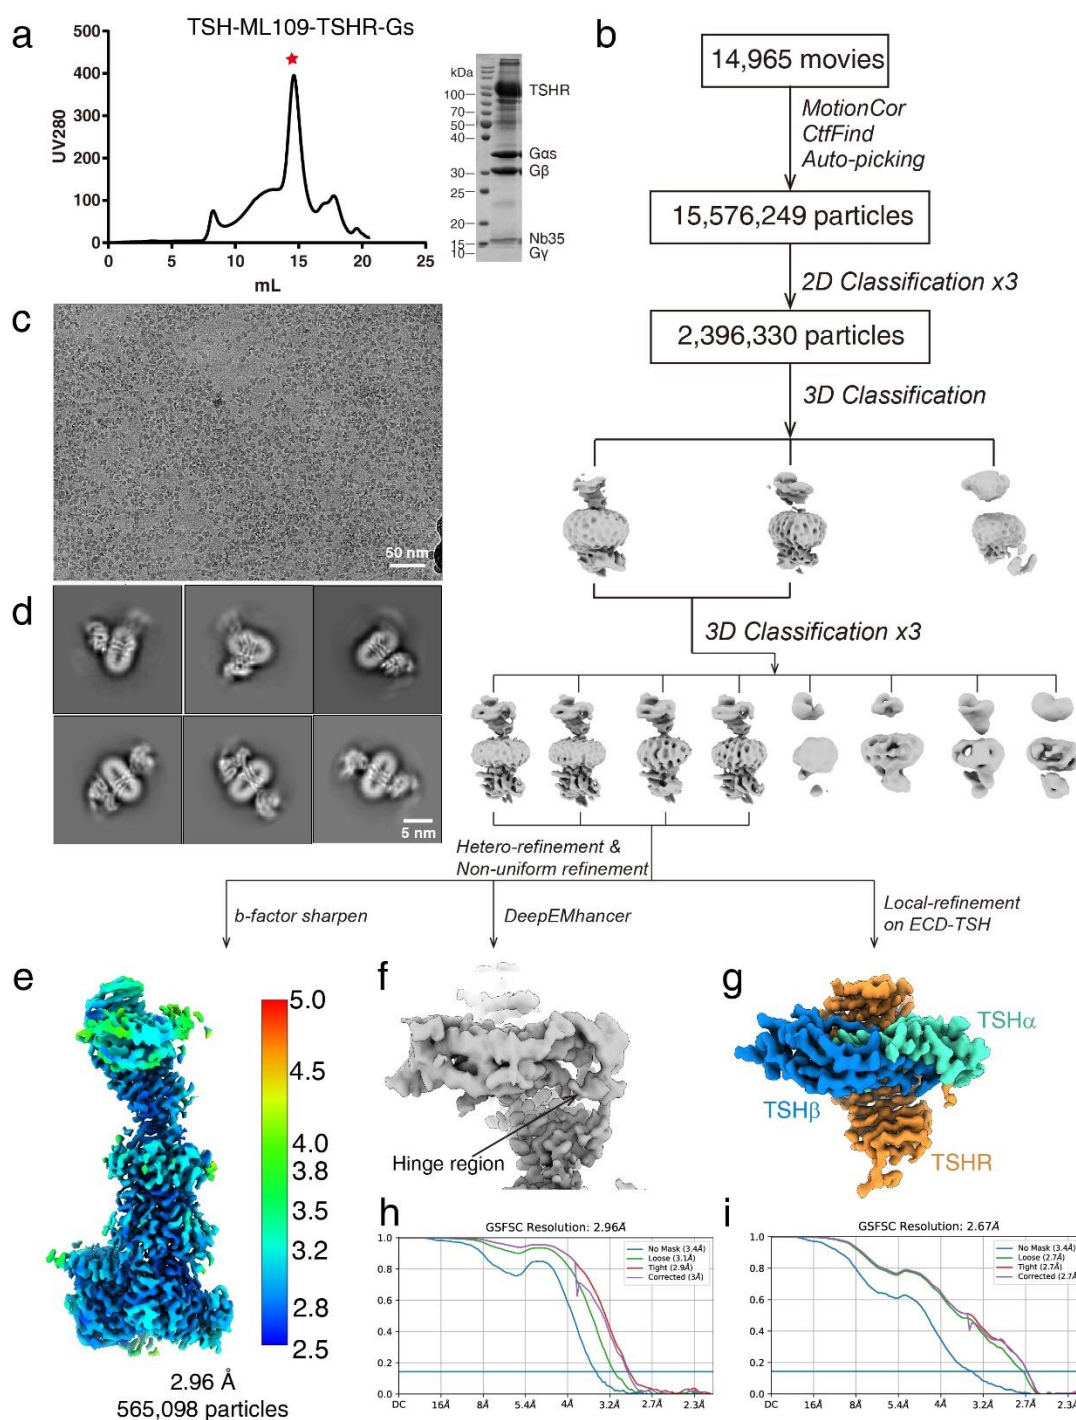 a
TSH-ML109-TSHR-Gs
500
400
300
200
100
0
UV280
0 5 10 15 20 25
mL
kDa
100
70
50
40
30
25
20
15
10
TSHR
Gαs
Gβ
Nb35
Gγ
b
14,965 movies
MotionCor
CtfFind
Auto-picking
15,576,249 particles
2D Classification x3
2,396,330 particles
3D Classification
3D Classification x3
Hetero-refinement &
Non-uniform refinement
b-factor sharpen
DeepEMhancer
Local-refinement
on ECD-TSH
c
50 nm
d
5 nm
e
5.0
4.5
4.0
3.8
3.5
3.2
2.8
2.5
2.96 Å
565,098 particles
f
Hinge region
g
TSHα
TSHβ
TSHR
h
GSFSC Resolution: 2.96Å
No Mask (3.4Å)
Loose (3.1Å)
Tight (2.9Å)
Corrected (3Å)
1.0
0.8
0.6
0.4
0.2
0.0
DC 16Å 8Å 5.4Å 4Å 3.2Å 2.7Å 2.3Å
i
GSFSC Resolution: 2.67Å
No Mask (3.4Å)
Loose (2.7Å)
Tight (2.7Å)
Corrected (2.7Å)
1.0
0.8
0.6
0.4
0.2
0.0
DC 16Å 8Å 5.4Å 4Å 3.2Å 2.7Å 2.3Å